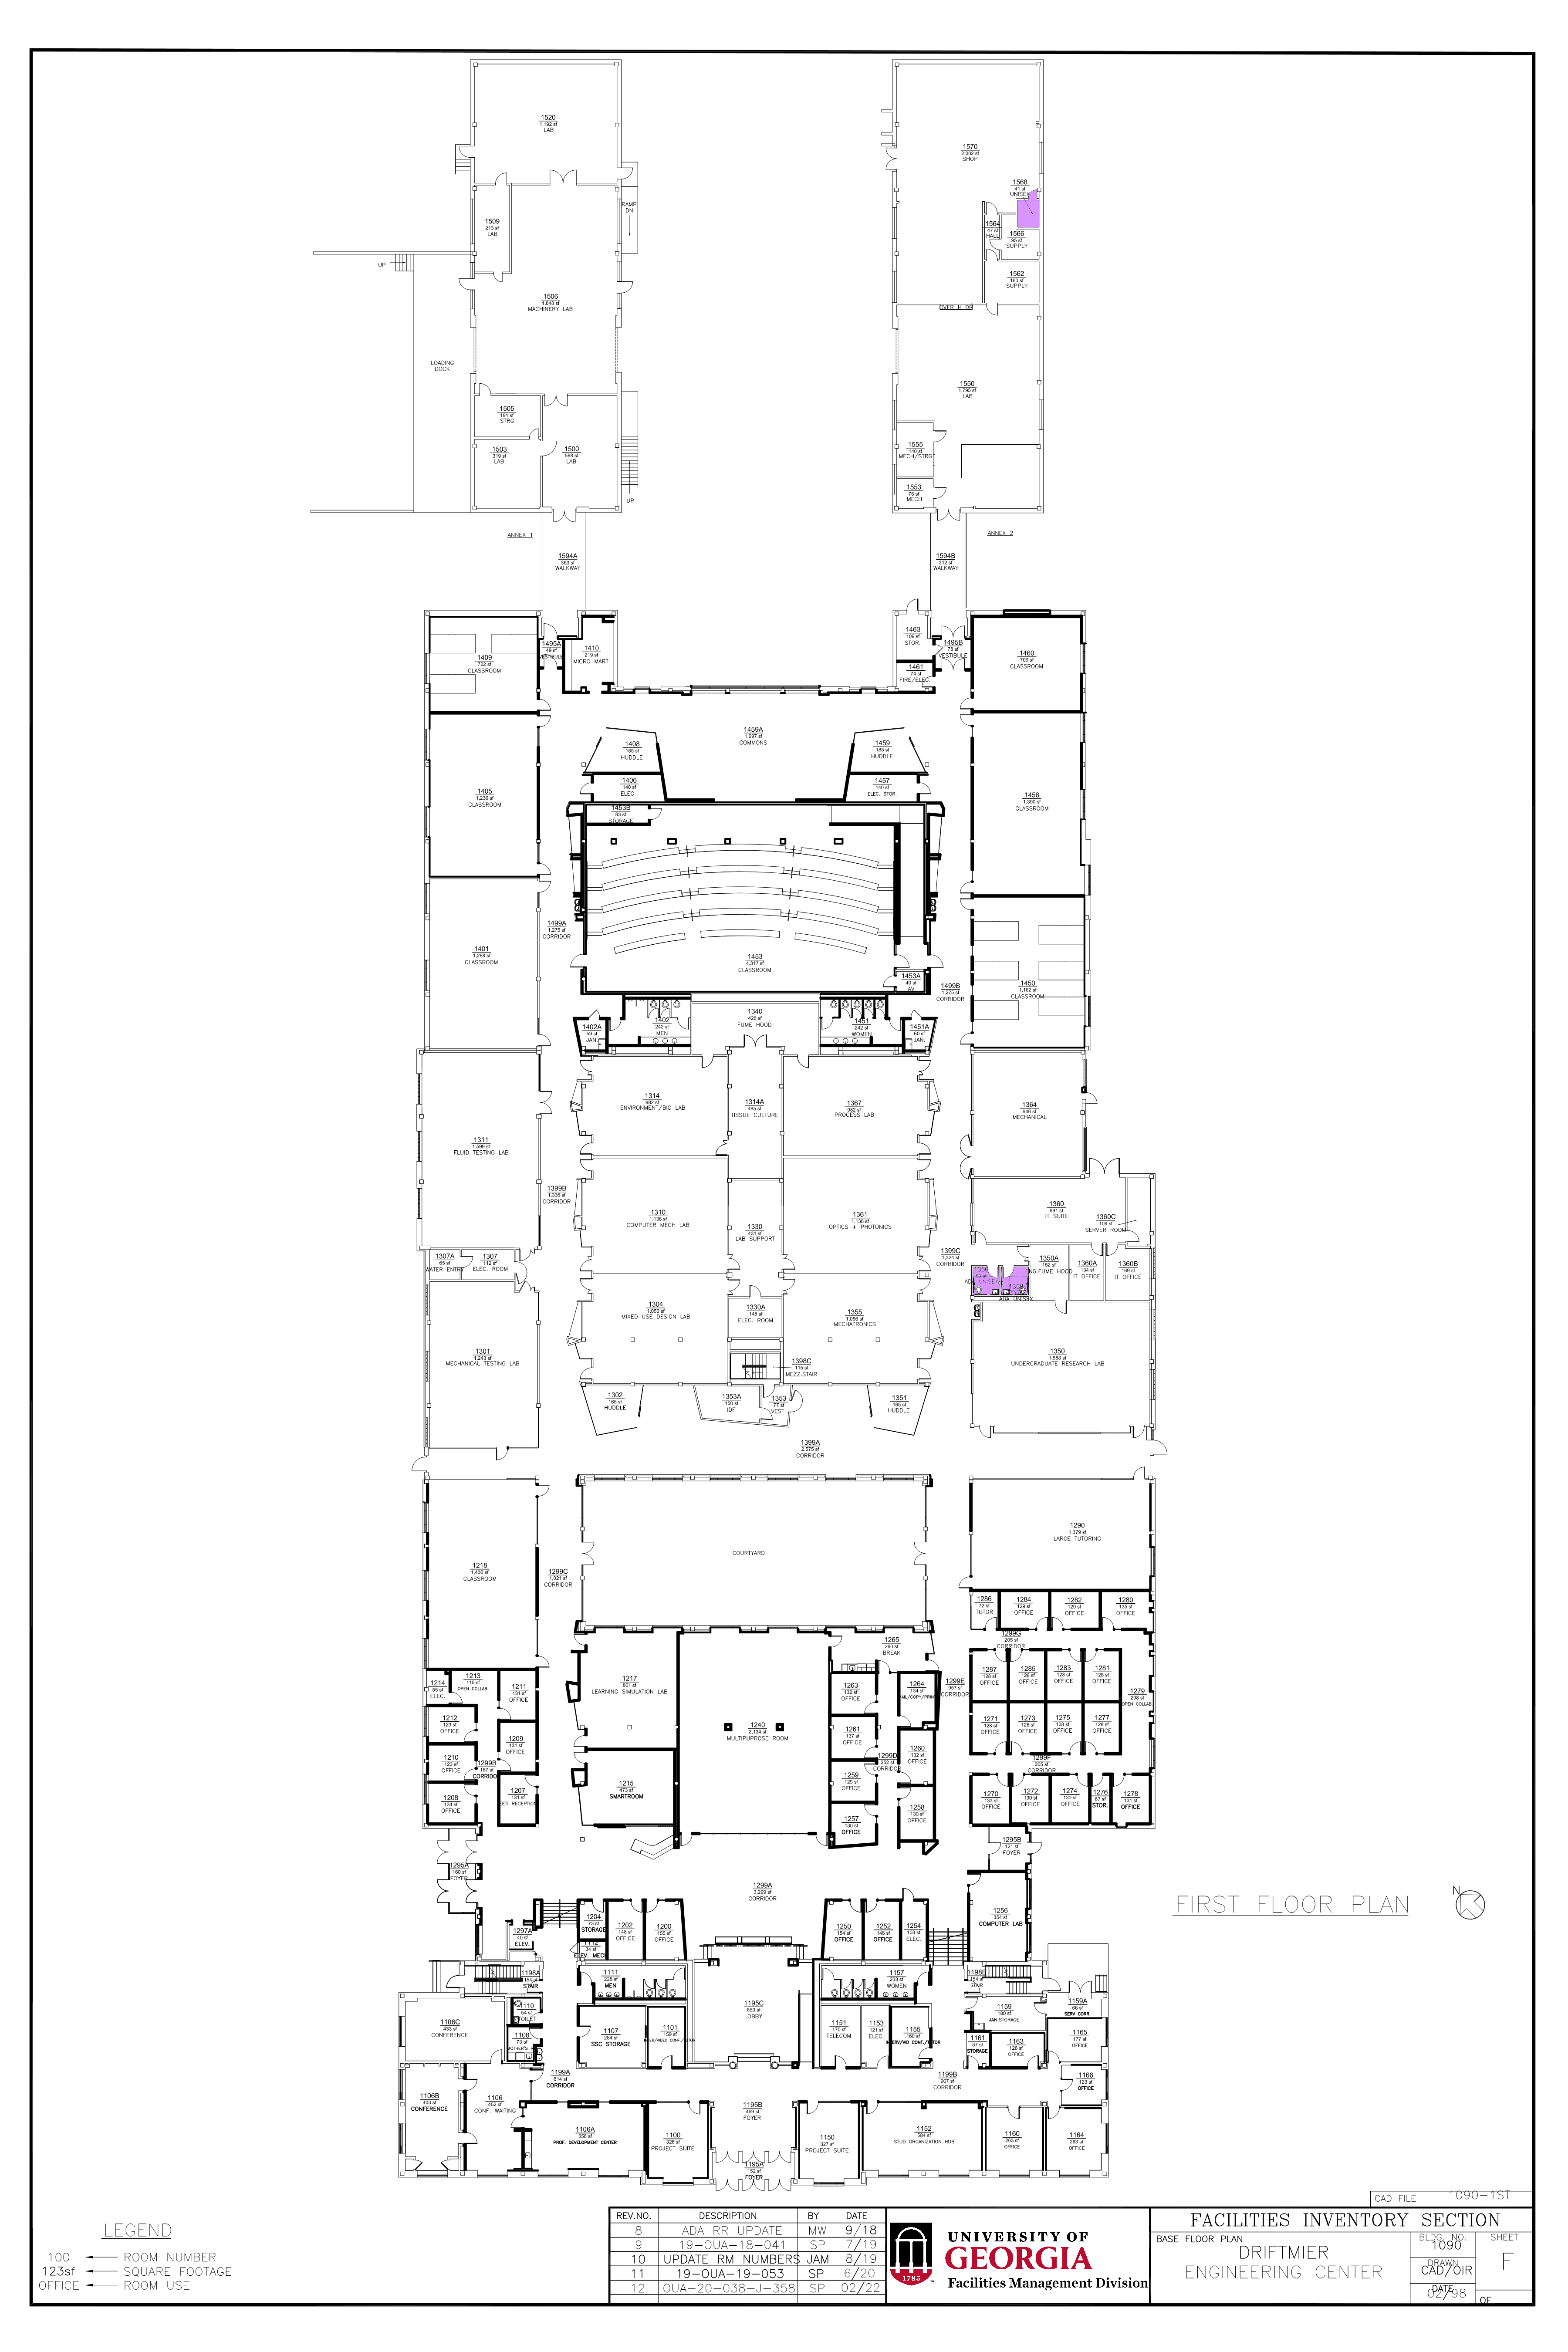 1520
1,192 sf
LAB
1570
2,002 sf
SHOP
1568
41 sf
UNISEX
1509
213 sf
LAB
RAMP
DN
1564
47 sf
HALL
1566
95 sf
SUPPLY
UP
1562
160 sf
SUPPLY
1506
1,848 sf
MACHINERY LAB
OVER H DR
LOADING
DOCK
1550
1,795 sf
LAB
1505
191 sf
STRG
1503
319 sf
LAB
1500
588 sf
LAB
1555
140 sf
MECH/STRG
1553
76 sf
MECH
UP
ANNEX 1
ANNEX 2
1594A
363 sf
WALKWAY
1594B
312 sf
WALKWAY
1409
722 sf
CLASSROOM
1495A
49 sf
VESTIBULE
1410
219 sf
MICRO MART
1463
109 sf
STOR.
1495B
78 sf
VESTIBULE
1460
709 sf
CLASSROOM
1461
74 sf
FIRE/ELEC.
1459A
1,697 sf
COMMONS
1408
185 sf
HUDDLE
1459
185 sf
HUDDLE
1406
140 sf
ELEC.
1457
140 sf
ELEC. STOR.
1405
1,236 sf
CLASSROOM
1456
1,390 sf
CLASSROOM
1453B
83 sf
STORAGE
1499A
1,275 sf
CORRIDOR
1401
1,288 sf
CLASSROOM
1453
4,317 sf
CLASSROOM
1453A
40 sf
AV
1499B
1,275 sf
CORRIDOR
1450
1,182 sf
CLASSROOM
1402A
59 sf
JAN.
1402
242 sf
MEN
1340
426 sf
FUME HOOD
1451
242 sf
WOMEN
1451A
60 sf
JAN.
1314
982 sf
ENVIRONMENT/BIO LAB
1314A
485 sf
TISSUE CULTURE
1367
982 sf
PROCESS LAB
1364
946 sf
MECHANICAL
1311
1,599 sf
FLUID TESTING LAB
1399B
1,338 sf
CORRIDOR
1310
1,138 sf
COMPUTER MECH LAB
1330
431 sf
LAB SUPPORT
1361
1,138 sf
OPTICS + PHOTONICS
1360
691 sf
IT SUITE
1360C
109 sf
SERVER ROOM
1399C
1,324 sf
CORRIDOR
1307A
65 sf
WATER ENTRY
1307
112 sf
ELEC. ROOM
1350A
152 sf
ENG.FUME HOOD
1360A
134 sf
IT OFFICE
1360B
169 sf
IT OFFICE
ADA UNISEX
1304
1,056 sf
MIXED USE DESIGN LAB
1330A
148 sf
ELEC. ROOM
1355
1,056 sf
MECHATRONICS
1301
1,243 sf
MECHANICAL TESTING LAB
1350
1,588 sf
UNDERGRADUATE RESEARCH LAB
1398C
115 sf
MEZZ.STAIR
1302
165 sf
HUDDLE
1353A
150 sf
IDF
1353
77 sf
VEST.
1351
165 sf
HUDDLE
1399A
2,575 sf
CORRIDOR
1218
1,436 sf
CLASSROOM
1299C
1,021 sf
CORRIDOR
COURTYARD
1290
1,379 sf
LARGE TUTORING
1286
72 sf
TUTOR
1284
129 sf
OFFICE
1282
129 sf
OFFICE
1280
135 sf
OFFICE
1299G
205 sf
CORRIDOR
1265
290 sf
BREAK
1214
55 sf
ELEC.
1213
115 sf
OPEN COLLAB.
1211
131 sf
OFFICE
1217
801 sf
LEARNING SIMULATION LAB
1263
132 sf
OFFICE
1264
134 sf
MAIL/COPY/PRINT
1299E
957 sf
CORRIDOR
1287
128 sf
OFFICE
1285
128 sf
OFFICE
1283
128 sf
OFFICE
1281
128 sf
OFFICE
1279
298 sf
OPEN COLLAB.
1212
123 sf
OFFICE
1209
131 sf
OFFICE
1240
2,134 sf
MULTIPUPROSE ROOM
1261
137 sf
OFFICE
1260
132 sf
OFFICE
1271
128 sf
OFFICE
1273
128 sf
OFFICE
1275
128 sf
OFFICE
1277
128 sf
OFFICE
1210
123 sf
OFFICE
1299B
187 sf
CORRIDOR
1299D
252 sf
CORRIDOR
1299F
205 sf
CORRIDOR
1208
134 sf
OFFICE
1207
131 sf
EETI RECEPTION
1215
473 sf
SMARTROOM
1259
129 sf
OFFICE
1258
130 sf
OFFICE
1257
130 sf
OFFICE
1270
133 sf
OFFICE
1272
130 sf
OFFICE
1274
130 sf
OFFICE
1276
67 sf
STOR.
1278
131 sf
OFFICE
1295B
121 sf
FOYER
1295A
160 sf
FOYER
1299A
3,299 sf
CORRIDOR
FIRST FLOOR PLAN
N
1297A
40 sf
ELEV.
1204
73 sf
STORAGE
1202
148 sf
OFFICE
1200
155 sf
OFFICE
1250
154 sf
OFFICE
1252
148 sf
OFFICE
1254
103 sf
ELEC.
1256
354 sf
COMPUTER LAB
1112
34 sf
ELEV. MECH
1198A
154 sf
STAIR
1111
228 sf
MEN
1157
233 sf
WOMEN
1198B
154 sf
STAIR
1106C
433 sf
CONFERENCE
1110
54 sf
TOILET
1107
284 sf
SSC STORAGE
1101
159 sf
1195C
853 sf
LOBBY
1151
170 sf
TELECOM
1153
121 sf
ELEC.
1155
160 sf
1159
180 sf
JAN.STORAGE
1159A
66 sf
SERV CORR.
1108
73 sf
MOTHER'S R
1161
57 sf
STORAGE
1163
126 sf
OFFICE
1165
177 sf
OFFICE
1199A
814 sf
CORRIDOR
1199B
907 sf
CORRIDOR
1166
123 sf
OFFICE
1106B
403 sf
CONFERENCE
1106
452 sf
CONF. WAITING
1106A
556 sf
PROF. DEVELOPMENT CENTER
1100
328 sf
PROJECT SUITE
1195B
469 sf
FOYER
1150
327 sf
PROJECT SUITE
1152
584 sf
STUD ORGANIZATION HUB
1160
263 sf
OFFICE
1164
263 sf
OFFICE
1195A
152 sf
FOYER
CAD FILE 1090-1ST
LEGEND
100 ROOM NUMBER
123sf SQUARE FOOTAGE
OFFICE ROOM USE
REV.NO. DESCRIPTION BY DATE
8 ADA RR UPDATE MW 9/18
9 19-OUA-18-041 SP 7/19
10 UPDATE RM NUMBERS JAM 8/19
11 19-OUA-19-053 SP 6/20
12 OUA-20-038-J-358 SP 02/22
1785
UNIVERSITY OF
GEORGIA
Facilities Management Division
FACILITIES INVENTORY SECTION
BASE FLOOR PLAN
DRIFTMIER
ENGINEERING CENTER
BLDG. NO.
1090
DRAWN
CAD/OIR
DATE
02/98
SHEET
F
OF